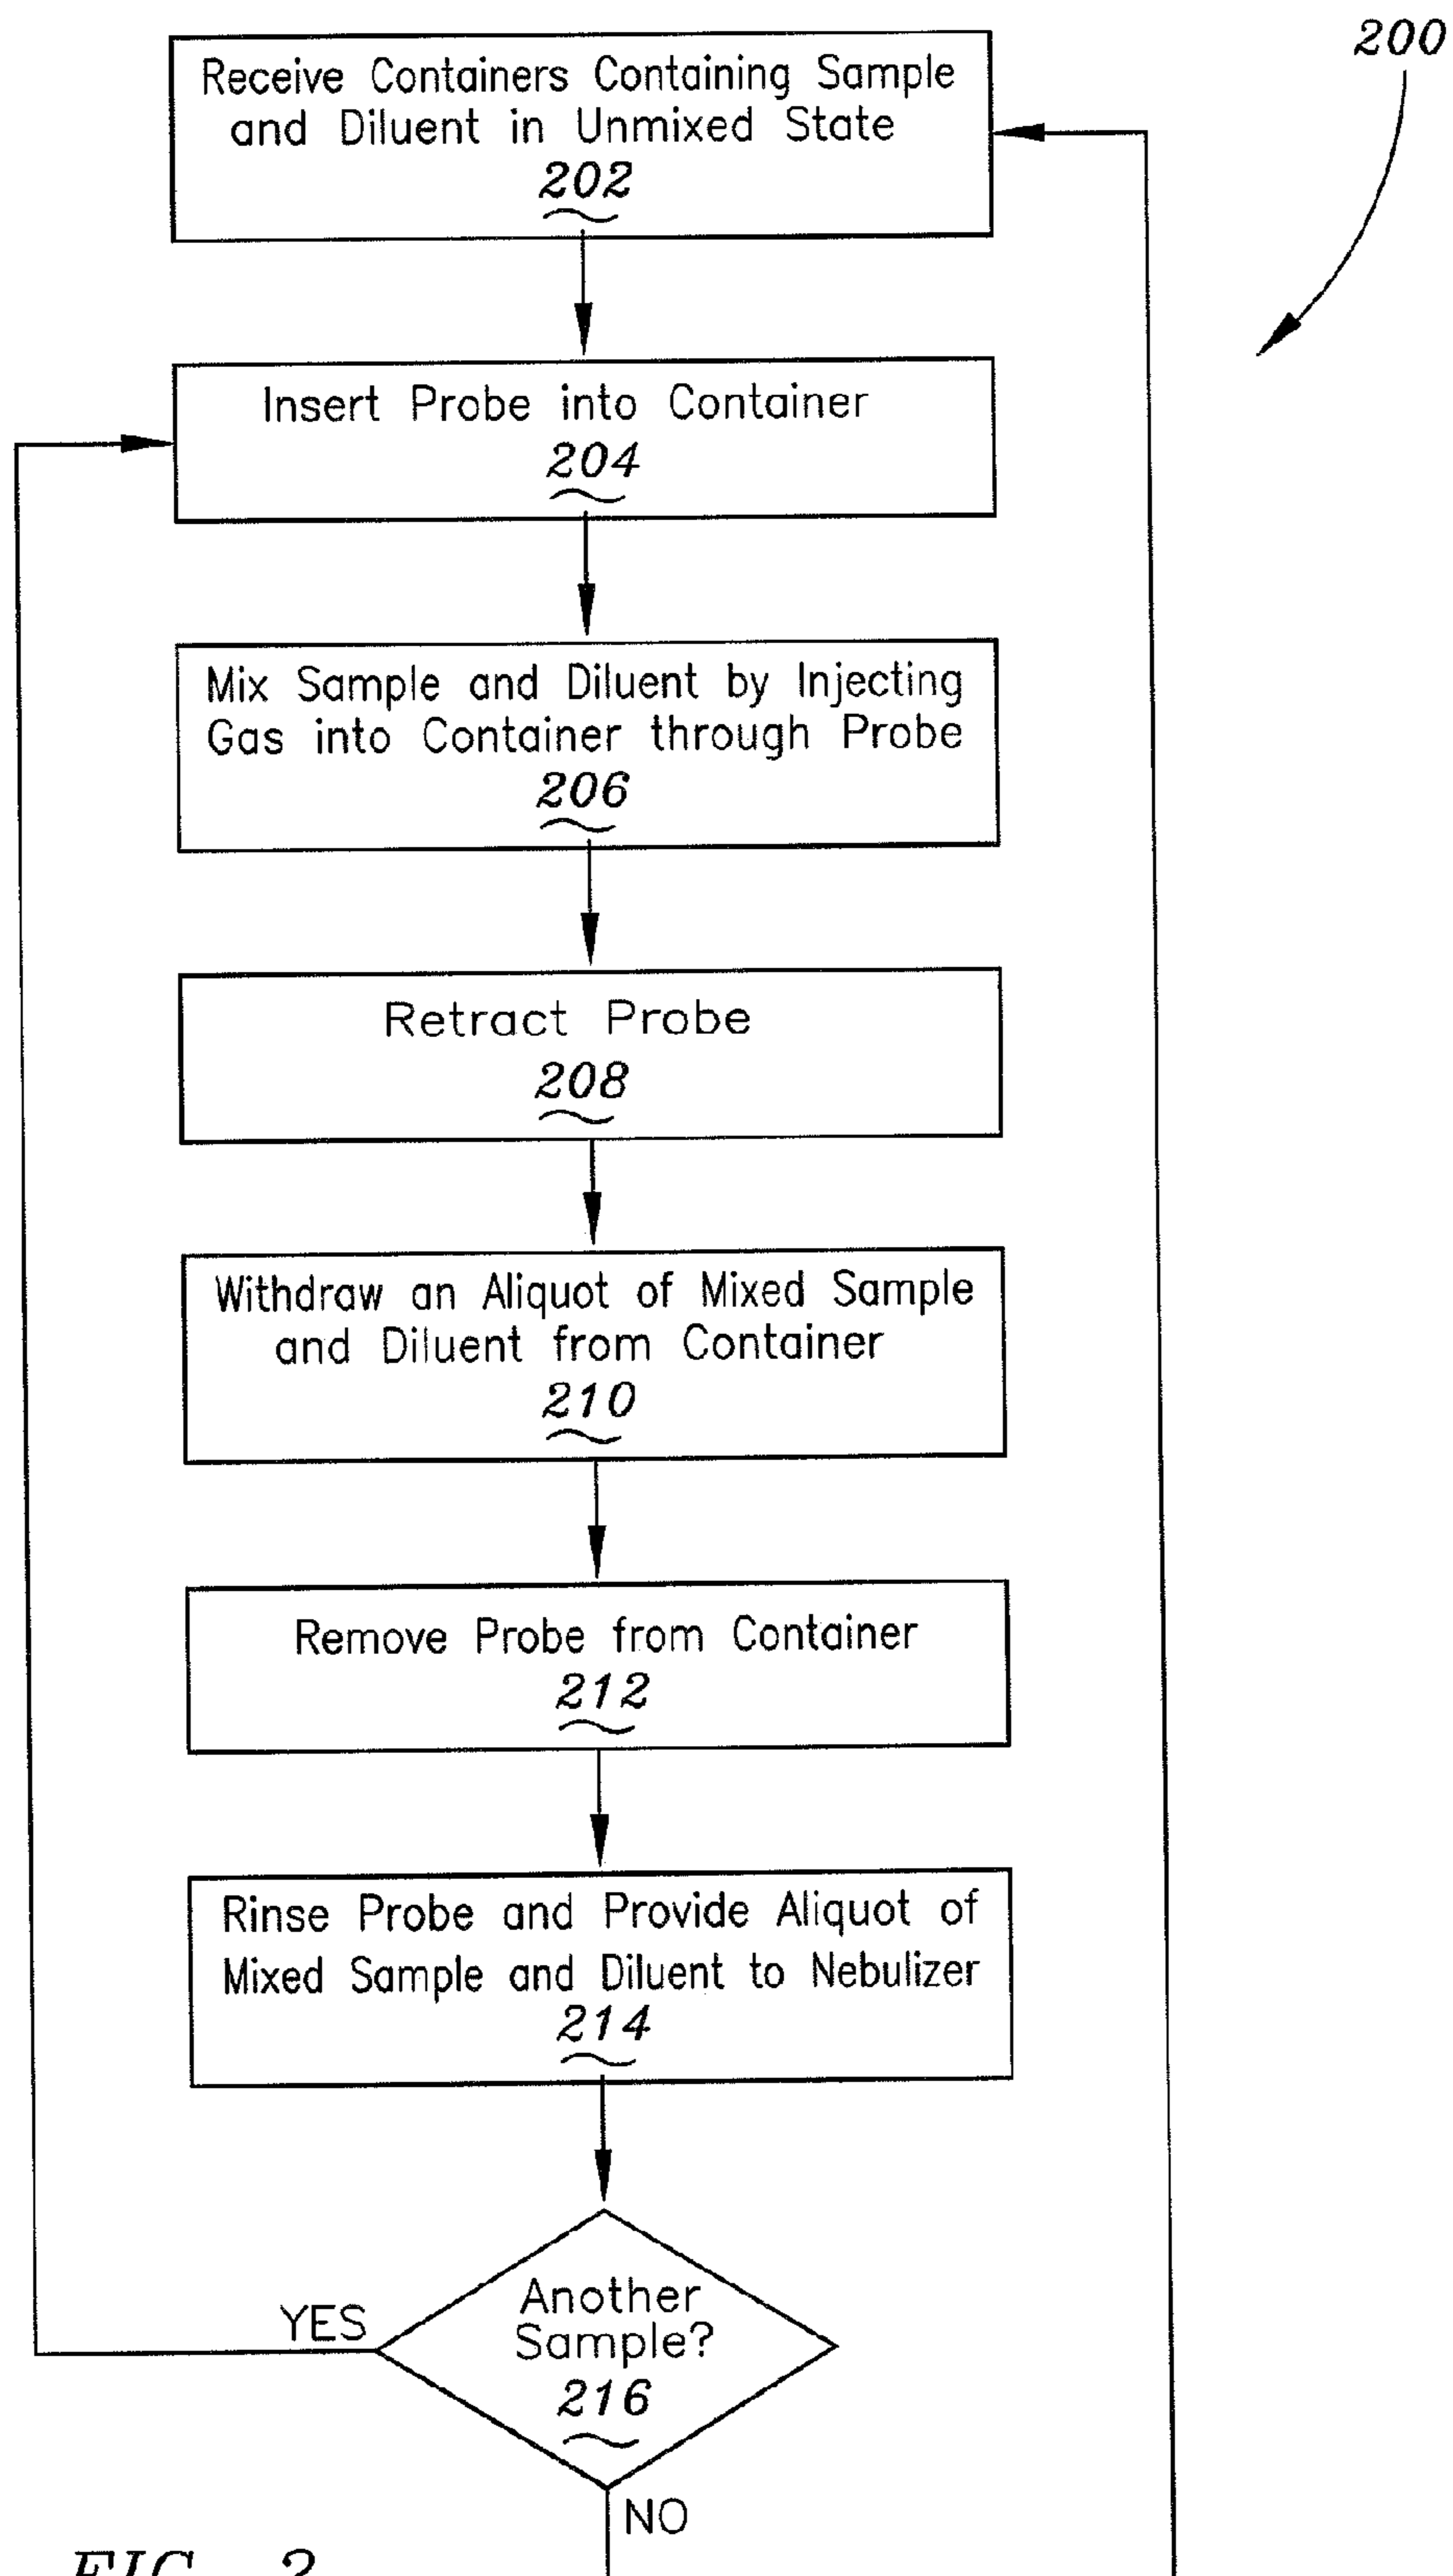 200
Receive Containers Containing Sample
and Diluent in Unmixed State
202
Insert Probe into Container
204
Mix Sample and Diluent by Injecting
Gas into Container through Probe
206
Retract Probe
208
Withdraw an Aliquot of Mixed Sample
and Diluent from Container
210
Remove Probe from Container
212
Rinse Probe and Provide Aliquot of
Mixed Sample and Diluent to Nebulizer
214
Another
Sample?
216
YES
NO
FIG. 2